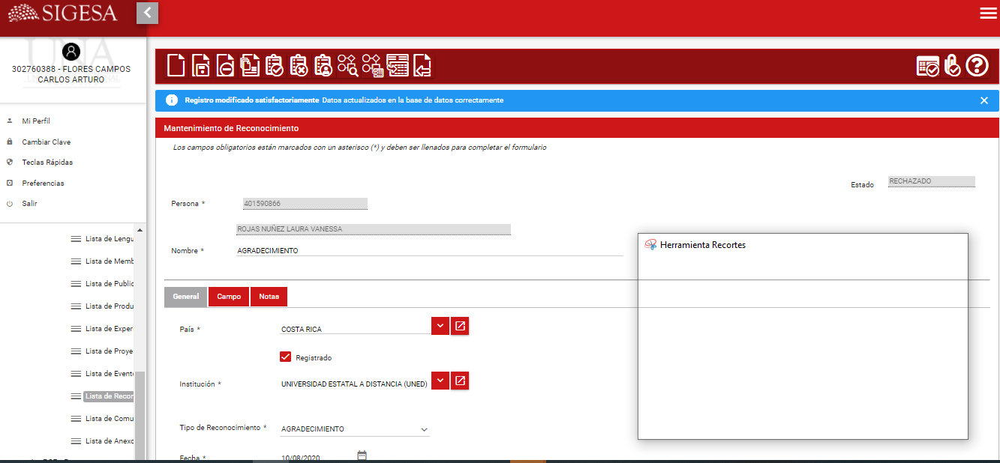 SIGESA
UNA
302760388 - FLORES CAMPOS
CARLOS ARTURO
Mi Perfil
Cambiar Clave
Teclas Rápidas
Preferencias
Salir
Lista de Lengu
Lista de Memb
Lista de Public
Lista de Produ
Lista de Exper
Lista de Proye
Lista de Evento
Lista de Recor
Lista de Comu
Lista de Anexo
Registro modificado satisfactoriamente Datos actualizados en la base de datos correctamente
Mantenimiento de Reconocimiento
Los campos obligatorios están marcados con un asterisco (*) y deben ser llenados para completar el formulario
Estado RECHAZADO
Persona * 401590866
ROJAS NUÑEZ LAURA VANESSA
Nombre * AGRADECIMIENTO
Herramienta Recortes
General Campo Notas
País * COSTA RICA
Registrado
Institución * UNIVERSIDAD ESTATAL A DISTANCIA (UNED)
Tipo de Reconocimiento * AGRADECIMIENTO
Fecha * 10/08/2020